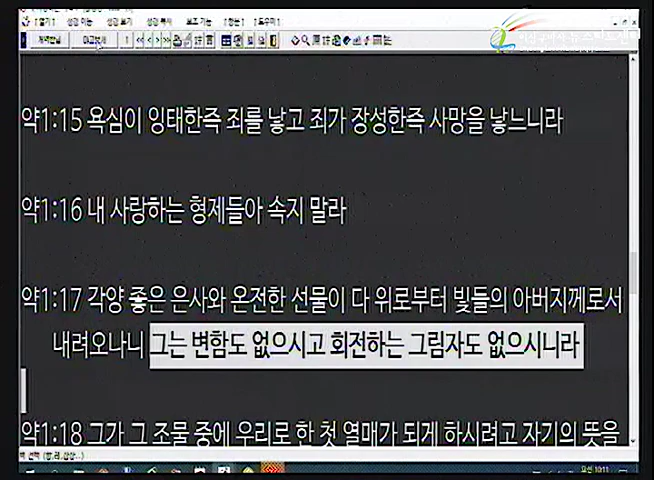 약1:15 욕심이 잉태한즉 죄를 낳고 죄가 장성한즉 사망을 낳느니라
약1:16 내 사랑하는 형제들아 속지 말라
약1:17 각양 좋은 은사와 온전한 선물이 다 위로부터 빛들의 아버지께로서
내려오나니 그는 변함도 없으시고 회전하는 그림자도 없으시니라
약1:18 그가 그 조물 중에 우리로 한 첫 열매가 되게 하시려고 자기의 뜻을
오전 10:11